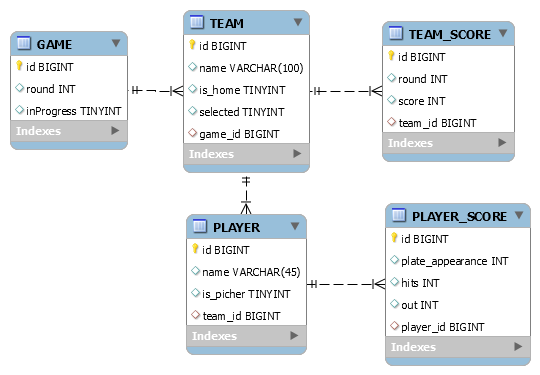 GAME
id BIGINT
round INT
inProgress TINYINT
Indexes
TEAM
id BIGINT
name VARCHAR(100)
is_home TINYINT
selected TINYINT
game_id BIGINT
Indexes
TEAM_SCORE
id BIGINT
round INT
score INT
team_id BIGINT
Indexes
PLAYER
id BIGINT
name VARCHAR(45)
is_picher TINYINT
team_id BIGINT
Indexes
PLAYER_SCORE
id BIGINT
plate_appearance INT
hits INT
out INT
player_id BIGINT
Indexes